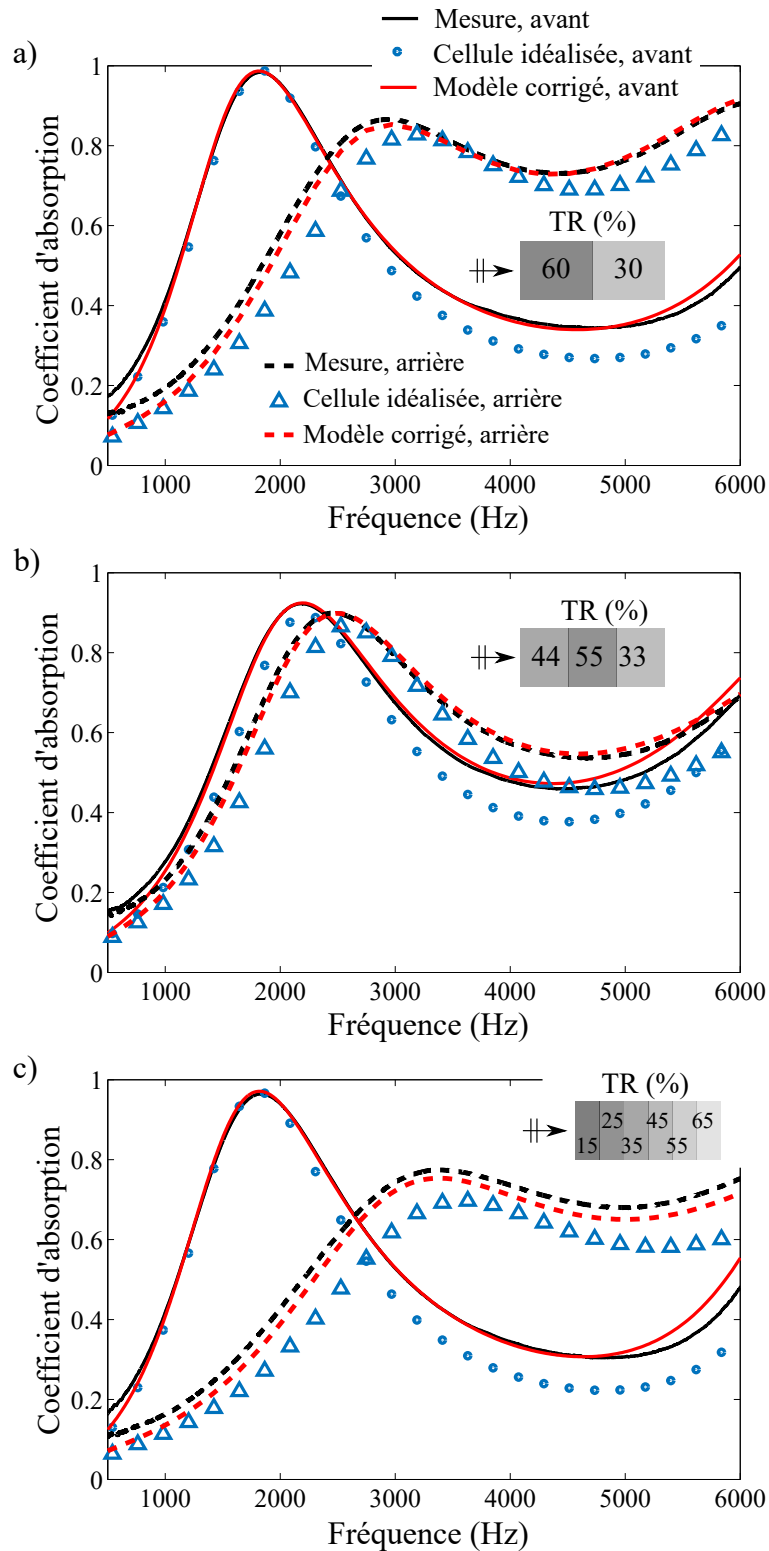 Mesure, avant
a)
Cellule idéalisée, avant
Modèle corrigé, avant
1
0.8
0.6
0.4
0.2
0
Coefficient d'absorption
TR (%)
60 30
Mesure, arrière
Cellule idéalisée, arrière
Modèle corrigé, arrière
1000 2000 3000 4000 5000 6000
Fréquence (Hz)
b)
1
0.8
0.6
0.4
0.2
0
Coefficient d'absorption
TR (%)
44 55 33
1000 2000 3000 4000 5000 6000
Fréquence (Hz)
c)
1
0.8
0.6
0.4
0.2
0
Coefficient d'absorption
TR (%)
25 45 65
15 35 55
1000 2000 3000 4000 5000 6000
Fréquence (Hz)